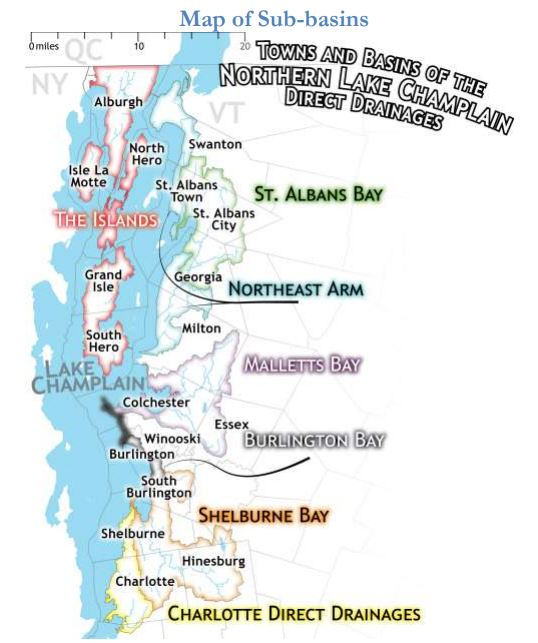 Map of Sub-basins
0 miles 10 20
QC
NY
VT
Towns and Basins of the
Northern Lake Champlain
Direct Drainages
Alburgh
North
Hero
Swanton
Isle La
Motte
St. Albans
Town
St. Albans Bay
St. Albans
City
The Islands
Grand
Isle
Georgia
Northeast Arm
Milton
South
Hero
Malletts Bay
Lake
Champlain
Colchester
Essex
Winooski
Burlington Bay
Burlington
South
Burlington
Shelburne Bay
Shelburne
Hinesburg
Charlotte
Charlotte Direct Drainages